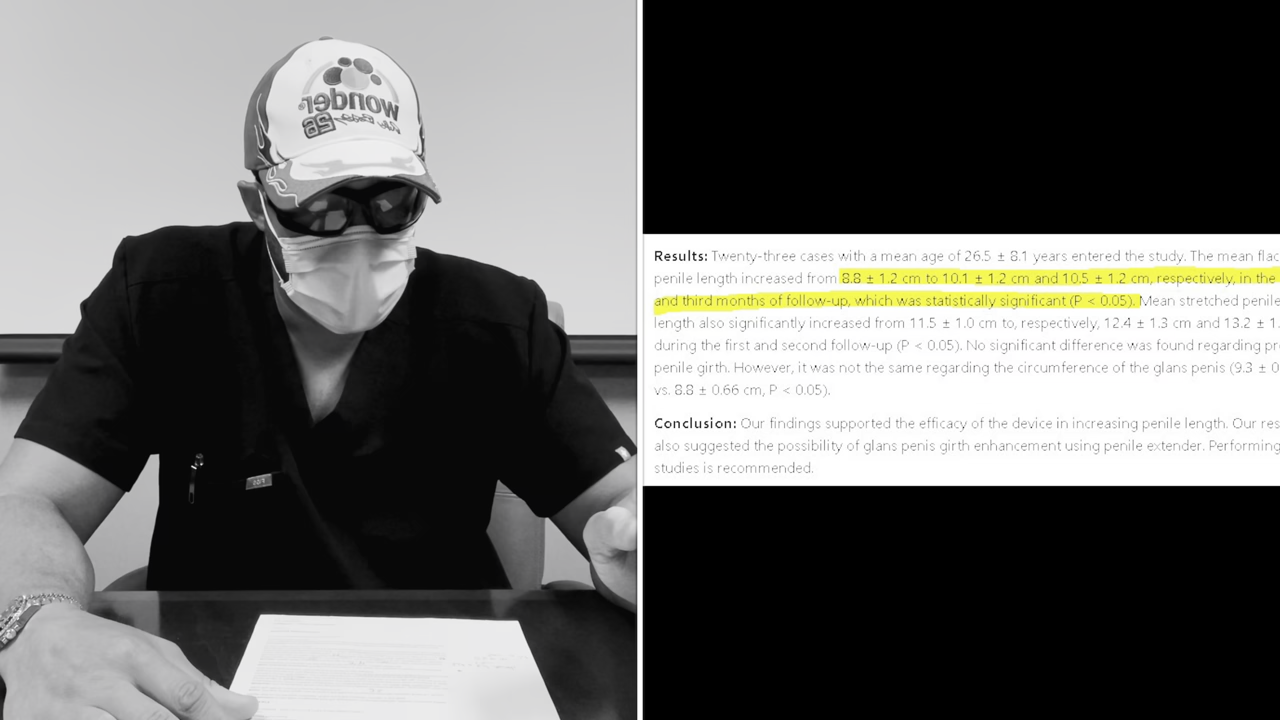 wonder
26
Results: Twenty-three cases with a mean age of 26.5 ± 8.1 years entered the study. The mean flac
penile length increased from 8.8 ± 1.2 cm to 10.1 ± 1.2 cm and 10.5 ± 1.2 cm, respectively, in the
and third months of follow-up, which was statistically significant (P < 0.05). Mean stretched penile
length also significantly increased from 11.5 ± 1.0 cm to, respectively, 12.4 ± 1.3 cm and 13.2 ± 1.
during the first and second follow-up (P < 0.05). No significant difference was found regarding pr
penile girth. However, it was not the same regarding the circumference of the glans penis (9.3 ± 0
vs. 8.8 ± 0.66 cm, P < 0.05).
Conclusion: Our findings supported the efficacy of the device in increasing penile length. Our res
also suggested the possibility of glans penis girth enhancement using penile extender. Performing
studies is recommended.